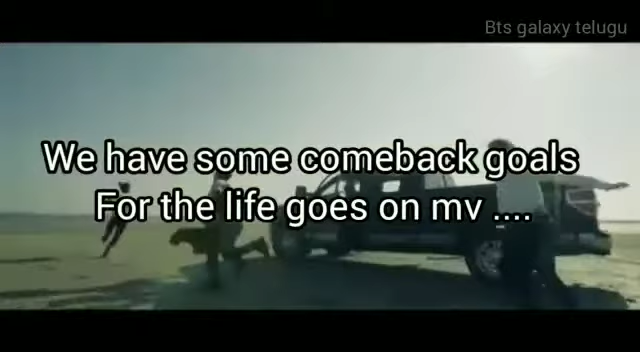 Bts galaxy telugu
We have some comeback goals
For the life goes on mv ....